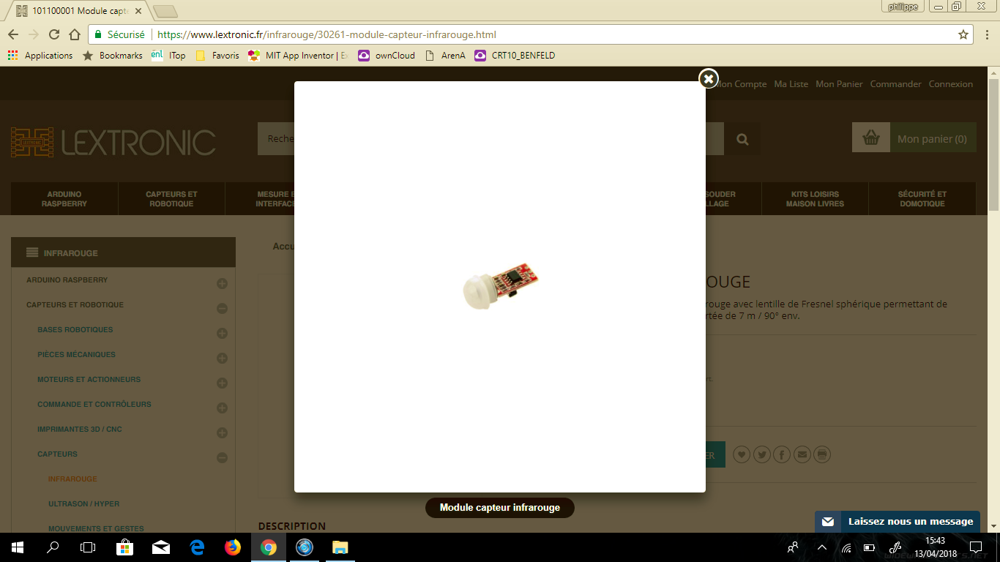 101100001 Module capt
philippe
Sécurisé
https://www.lextronic.fr/infrarouge/30261-module-capteur-infrarouge.html
Applications
Bookmarks
enl
ITop
Favoris
MIT App Inventor | E
ownCloud
ArenA
CRT10_BENFELD
Mon Compte
Ma Liste
Mon Panier
Commander
Connexion
LEXTRONIC
Reche
Mon panier (0)
ARDUINO
RASPBERRY
CAPTEURS ET
ROBOTIQUE
MESURE E
INTERFACE
SOUDER
LLAGE
KITS LOISIRS
MAISON LIVRES
SÉCURITÉ ET
DOMOTIQUE
INFRAROUGE
Accu
ARDUINO RASPBERRY
CAPTEURS ET ROBOTIQUE
BASES ROBOTIQUES
PIÈCES MÉCANIQUES
MOTEURS ET ACTIONNEURS
COMMANDE ET CONTRÔLEURS
IMPRIMANTES 3D / CNC
CAPTEURS
INFRAROUGE
ULTRASON / HYPER
MOUVEMENTS ET GESTES
OUGE
rouge avec lentille de Fresnel sphérique permettant de
rtée de 7 m / 90° env.
ER
Module capteur infrarouge
DESCRIPTION
Laissez nous un message
15:43
13/04/2018